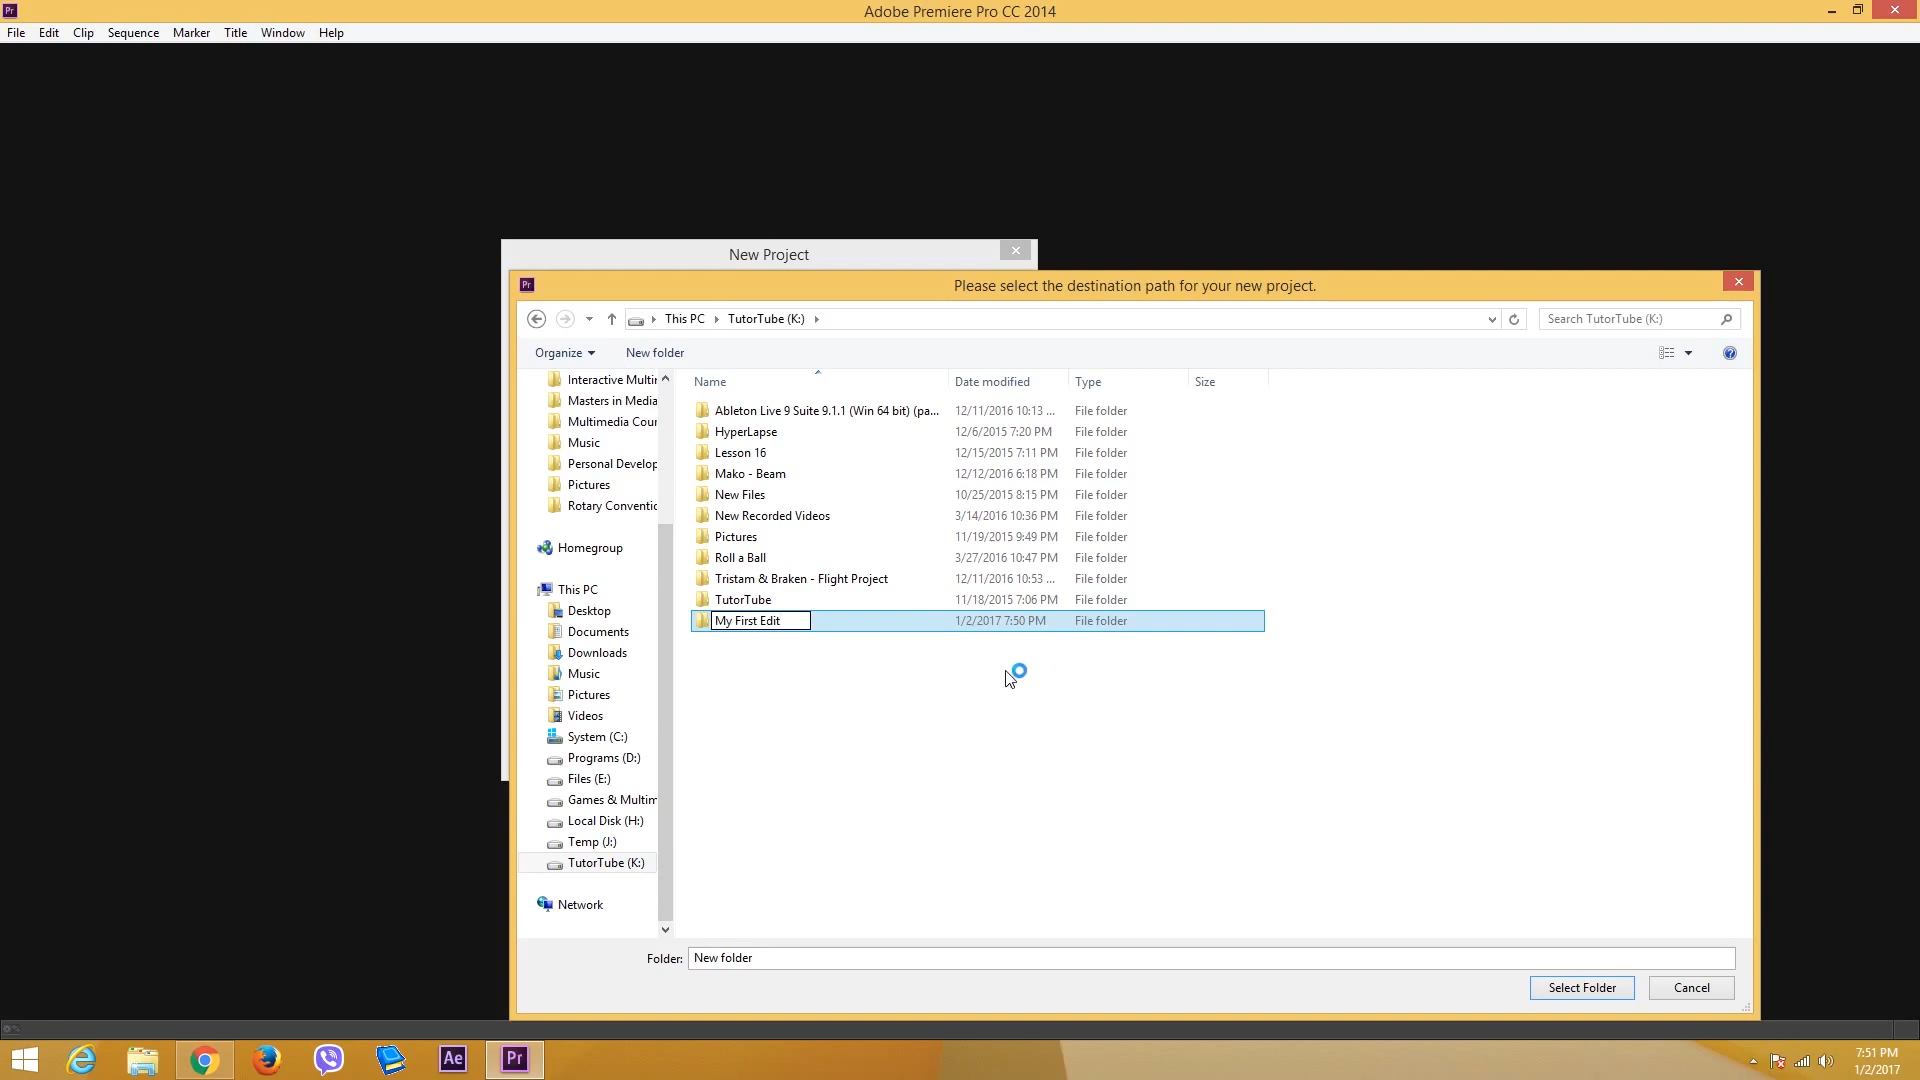 Pr Adobe Premiere Pro CC 2014
File Edit Clip Sequence Marker Title Window Help
New Project
Pr Please select the destination path for your new project.
This PC TutorTube (K:) Search TutorTube (K:)
Organize New folder
Name Date modified Type Size
Interactive Multin
Masters in Media
Multimedia Cour
Music
Personal Develop
Pictures
Rotary Conventic
Homegroup
This PC
Desktop
Documents
Downloads
Music
Pictures
Videos
System (C:)
Programs (D:)
Files (E:)
Games & Multim
Local Disk (H:)
Temp (J:)
TutorTube (K:)
Network
Ableton Live 9 Suite 9.1.1 (Win 64 bit) (pa... 12/11/2016 10:13 ... File folder
HyperLapse 12/6/2015 7:20 PM File folder
Lesson 16 12/15/2015 7:11 PM File folder
Mako - Beam 12/12/2016 6:18 PM File folder
New Files 10/25/2015 8:15 PM File folder
New Recorded Videos 3/14/2016 10:36 PM File folder
Pictures 11/19/2015 9:49 PM File folder
Roll a Ball 3/27/2016 10:47 PM File folder
Tristam & Braken - Flight Project 12/11/2016 10:53 ... File folder
TutorTube 11/18/2015 7:06 PM File folder
My First Edit 1/2/2017 7:50 PM File folder
Folder: New folder
Select Folder Cancel
Ae Pr
7:51 PM
1/2/2017